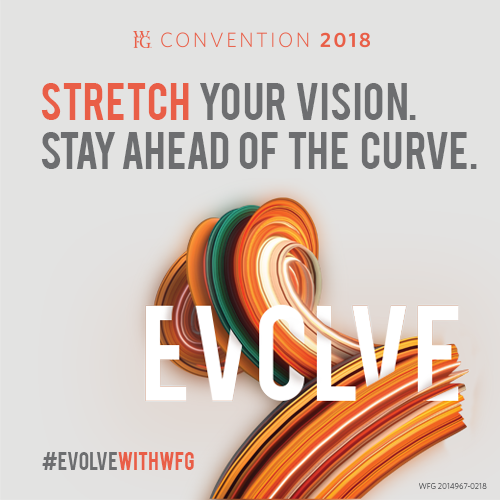 WFG CONVENTION 2018
STRETCH YOUR VISION.
STAY AHEAD OF THE CURVE.
EVOLVE
#EVOLVEWITHWFG
WFG 2014967-0218